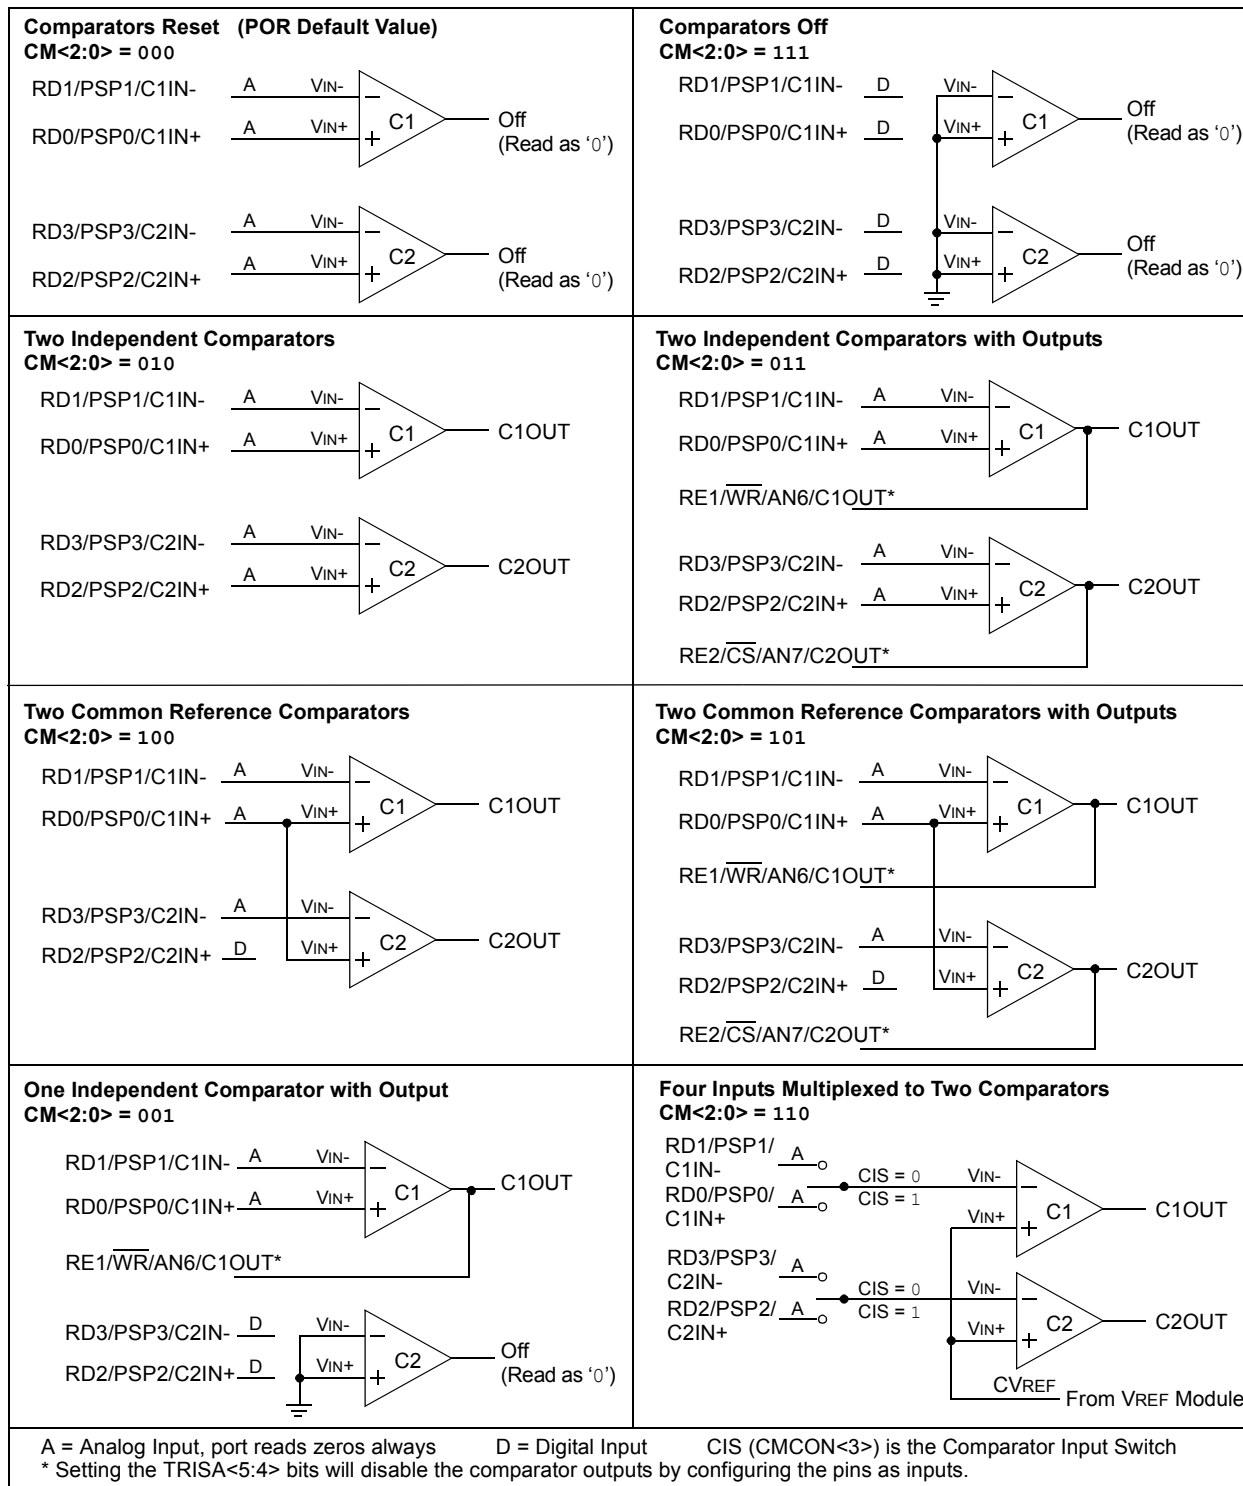 Comparators Reset (POR Default Value)
CM<2:0> = 000
RD1/PSP1/C1IN- A VIN-
RD0/PSP0/C1IN+ A VIN+
C1
Off
(Read as ‘0’)
RD3/PSP3/C2IN- A VIN-
RD2/PSP2/C2IN+ A VIN+
C2
Off
(Read as ‘0’)
Comparators Off
CM<2:0> = 111
RD1/PSP1/C1IN- D VIN-
RD0/PSP0/C1IN+ D VIN+
C1
Off
(Read as ‘0’)
RD3/PSP3/C2IN- D VIN-
RD2/PSP2/C2IN+ D VIN+
C2
Off
(Read as ‘0’)
Two Independent Comparators
CM<2:0> = 010
RD1/PSP1/C1IN- A VIN-
C1 C1OUT
RD0/PSP0/C1IN+ A VIN+
RD3/PSP3/C2IN- A VIN-
C2 C2OUT
RD2/PSP2/C2IN+ A VIN+
Two Independent Comparators with Outputs
CM<2:0> = 011
RD1/PSP1/C1IN- A VIN-
C1 C1OUT
RD0/PSP0/C1IN+ A VIN+
RE1/WR/AN6/C1OUT*
RD3/PSP3/C2IN- A VIN-
C2 C2OUT
RD2/PSP2/C2IN+ A VIN+
RE2/CS/AN7/C2OUT*
Two Common Reference Comparators
CM<2:0> = 100
RD1/PSP1/C1IN- A VIN-
C1 C1OUT
RD0/PSP0/C1IN+ A VIN+
RD3/PSP3/C2IN- A VIN-
C2 C2OUT
RD2/PSP2/C2IN+ D VIN+
Two Common Reference Comparators with Outputs
CM<2:0> = 101
RD1/PSP1/C1IN- A VIN-
C1 C1OUT
RD0/PSP0/C1IN+ A VIN+
RE1/WR/AN6/C1OUT*
RD3/PSP3/C2IN- A VIN-
C2 C2OUT
RD2/PSP2/C2IN+ D VIN+
RE2/CS/AN7/C2OUT*
One Independent Comparator with Output
CM<2:0> = 001
RD1/PSP1/C1IN- A VIN-
C1 C1OUT
RD0/PSP0/C1IN+ A VIN+
RE1/WR/AN6/C1OUT*
RD3/PSP3/C2IN- D VIN-
RD2/PSP2/C2IN+ D VIN+
C2
Off
(Read as ‘0’)
Four Inputs Multiplexed to Two Comparators
CM<2:0> = 110
RD1/PSP1/
C1IN- A
RD0/PSP0/
C1IN+ A
CIS = 0 VIN-
CIS = 1
VIN+
C1 C1OUT
RD3/PSP3/
C2IN- A
RD2/PSP2/
C2IN+ A
CIS = 0 VIN-
CIS = 1
VIN+
C2 C2OUT
CVREF
From VREF Module
A = Analog Input, port reads zeros always D = Digital Input CIS (CMCON<3>) is the Comparator Input Switch
* Setting the TRISA<5:4> bits will disable the comparator outputs by configuring the pins as inputs.